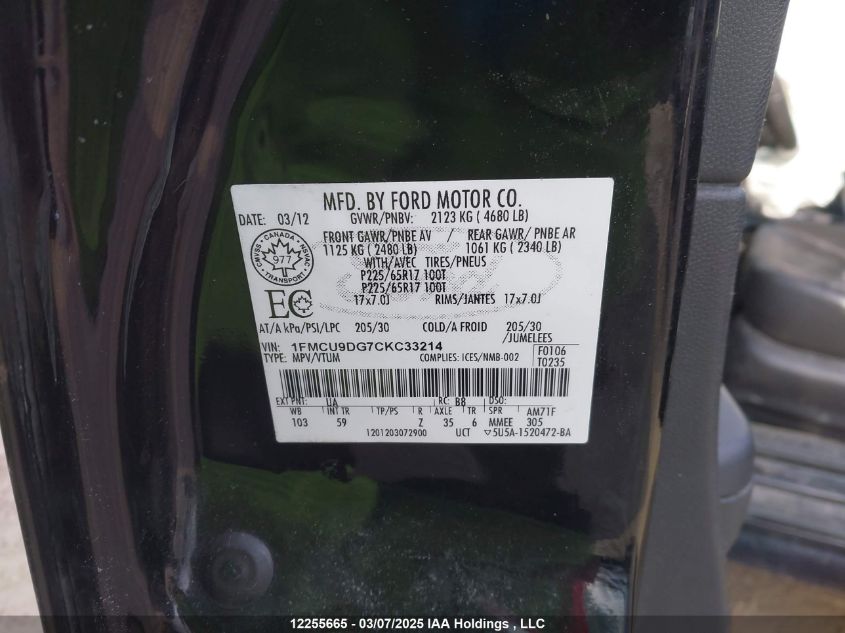 MFD. BY FORD MOTOR CO.
DATE: 03/12 GVWR/PNBV: 2123 KG ( 4680 LB)
FRONT GAWR/PNBE AV / REAR GAWR/ PNBE AR
1125 KG ( 2480 LB) 1061 KG ( 2340 LB)
WITH/AVEC TIRES/PNEUS
P225/65R17 100T
P225/65R17 100T
17x7.0J RIMS/JANTES 17x7.0J
CANADA
977
TRANSPORT
EC
AT/A kPa/PSI/LPC 205/30 COLD/A FROID 205/30
/JUMELEES
VIN: 1FMCU9DG7CKC33214
TYPE: MPV/VTUM COMPLIES: ICES/NMB-002
F0106
T0235
EXT PNT: UA RC: B8 DSO:
WB INT TR TP/PS R AXLE TR SPR AM71F
103 59 Z 35 6 MMEE 305
1201203072900 UCT 5U5A-1520472-BA
12255665 - 03/07/2025 IAA Holdings , LLC